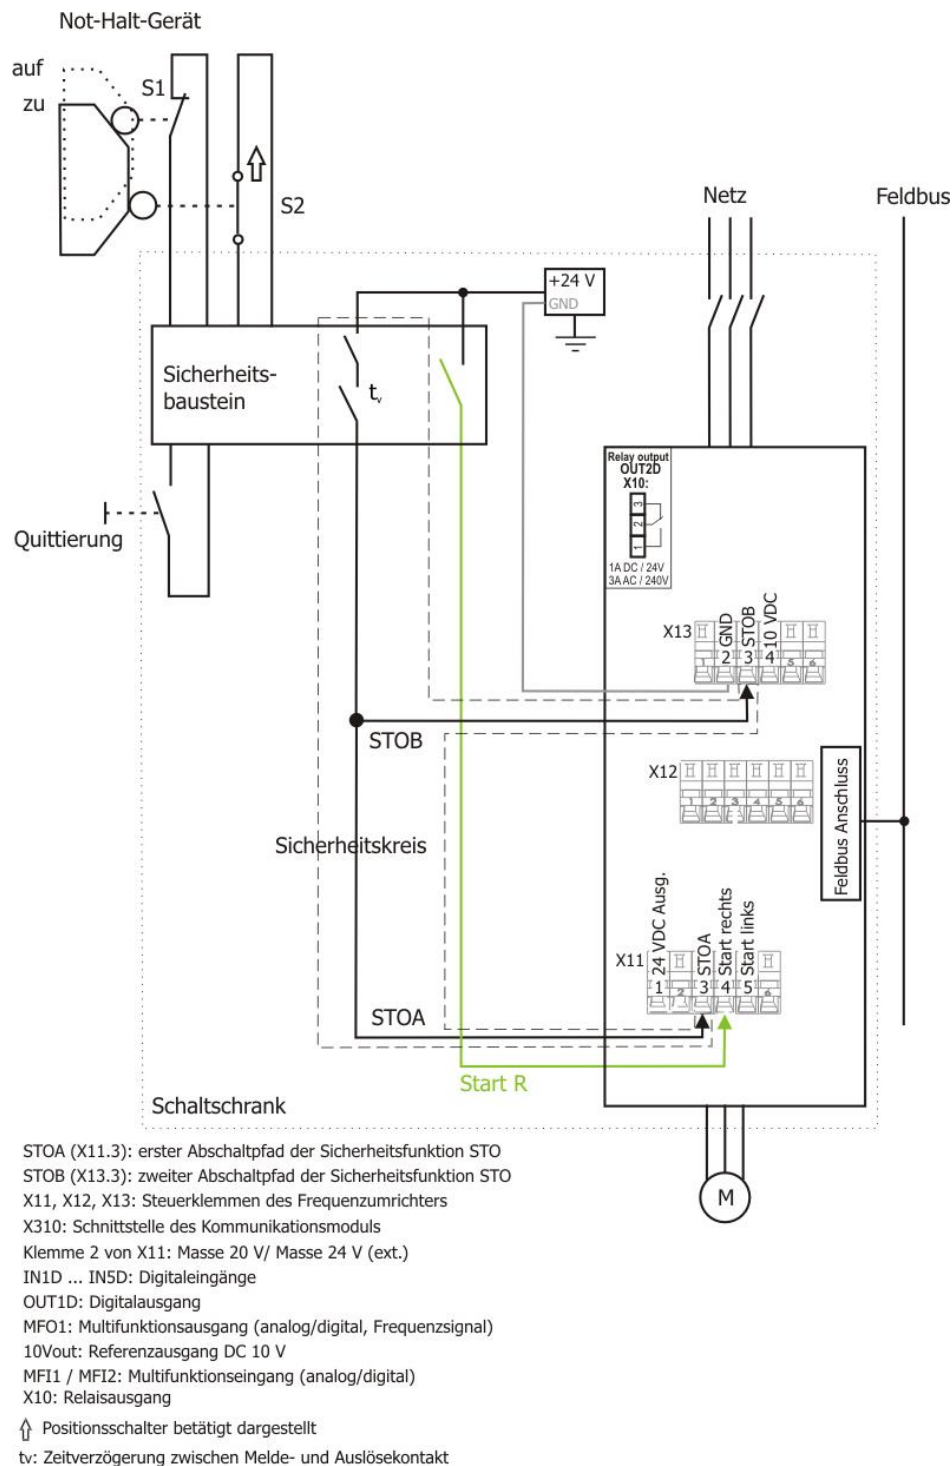 Not-Halt-Gerät
auf
zu
S1
S2
Netz
Feldbus
+24 V
GND
Sicherheits-
baustein
tv
Quittierung
Relay output
OUT2D
X10:
3
2
1
1A DC / 24V
3A AC / 240V
X13
1
2 GND
3 STOB
4 10 VDC
5
6
STOB
X12
1 2 3 4 5 6
Feldbus Anschluss
Sicherheitskreis
X11
1 24 VDC Ausg.
2
3 STOA
4 Start rechts
5 Start links
6
STOA
Start R
Schaltschrank
M
STOA (X11.3): erster Abschaltpfad der Sicherheitsfunktion STO
STOB (X13.3): zweiter Abschaltpfad der Sicherheitsfunktion STO
X11, X12, X13: Steuerklemmen des Frequenzumrichters
X310: Schnittstelle des Kommunikationsmoduls
Klemme 2 von X11: Masse 20 V/ Masse 24 V (ext.)
IN1D ... IN5D: Digitaleingänge
OUT1D: Digitalausgang
MFO1: Multifunktionsausgang (analog/digital, Frequenzsignal)
10Vout: Referenzausgang DC 10 V
MFI1 / MFI2: Multifunktionseingang (analog/digital)
X10: Relaisausgang
Positionsschalter betätigt dargestellt
tv: Zeitverzögerung zwischen Melde- und Auslösekontakt